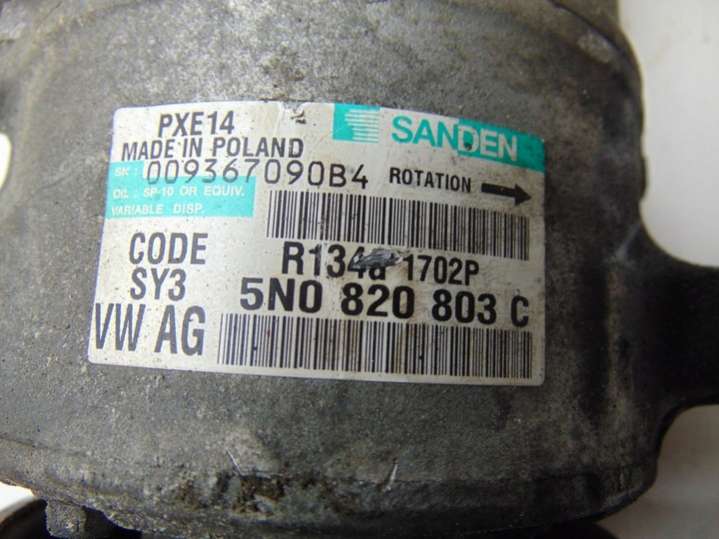 PXE14
SANDEN
MADE IN POLAND
SN : 009367090B4
ROTATION
OIL : SP-10 OR EQUIV.
VARIABLE DISP.
CODE
R134a 1702P
SY3
5N0 820 803 C
VW AG